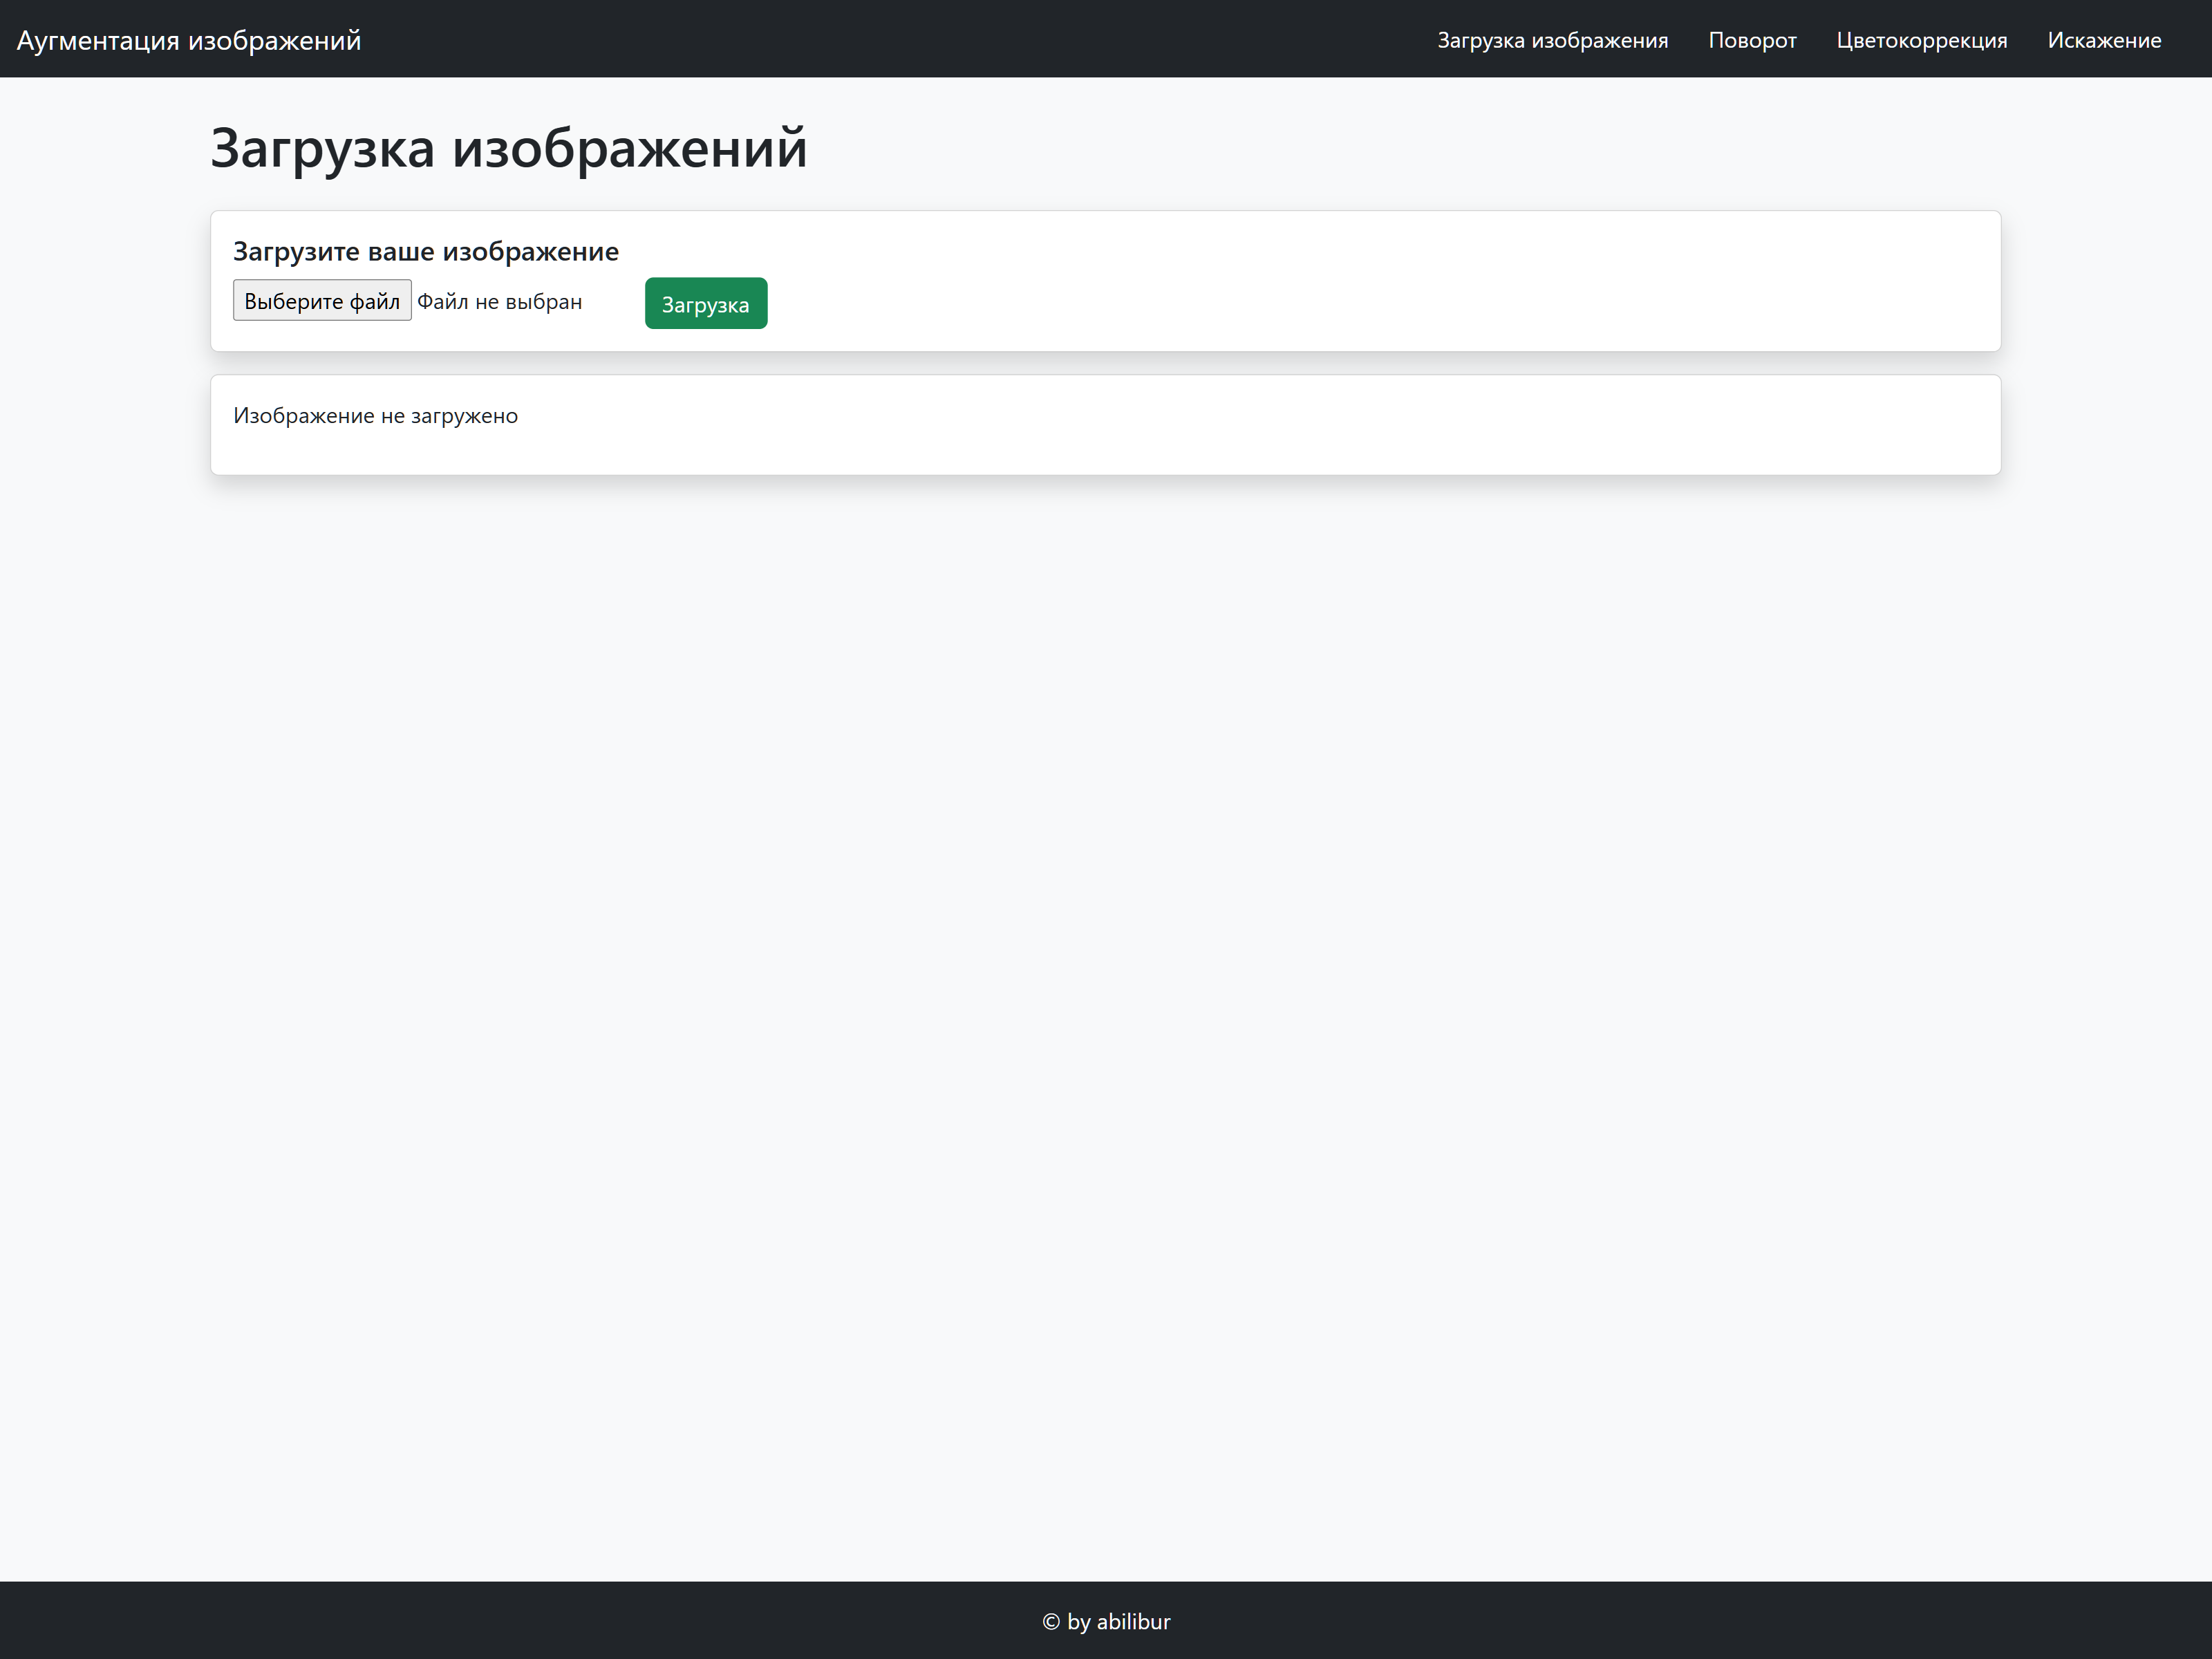 Аугментация изображений
Загрузка изображения Поворот Цветокоррекция Искажение
Загрузка изображений
Загрузите ваше изображение
Выберите файл Файл не выбран Загрузка
Изображение не загружено
© by abilibur